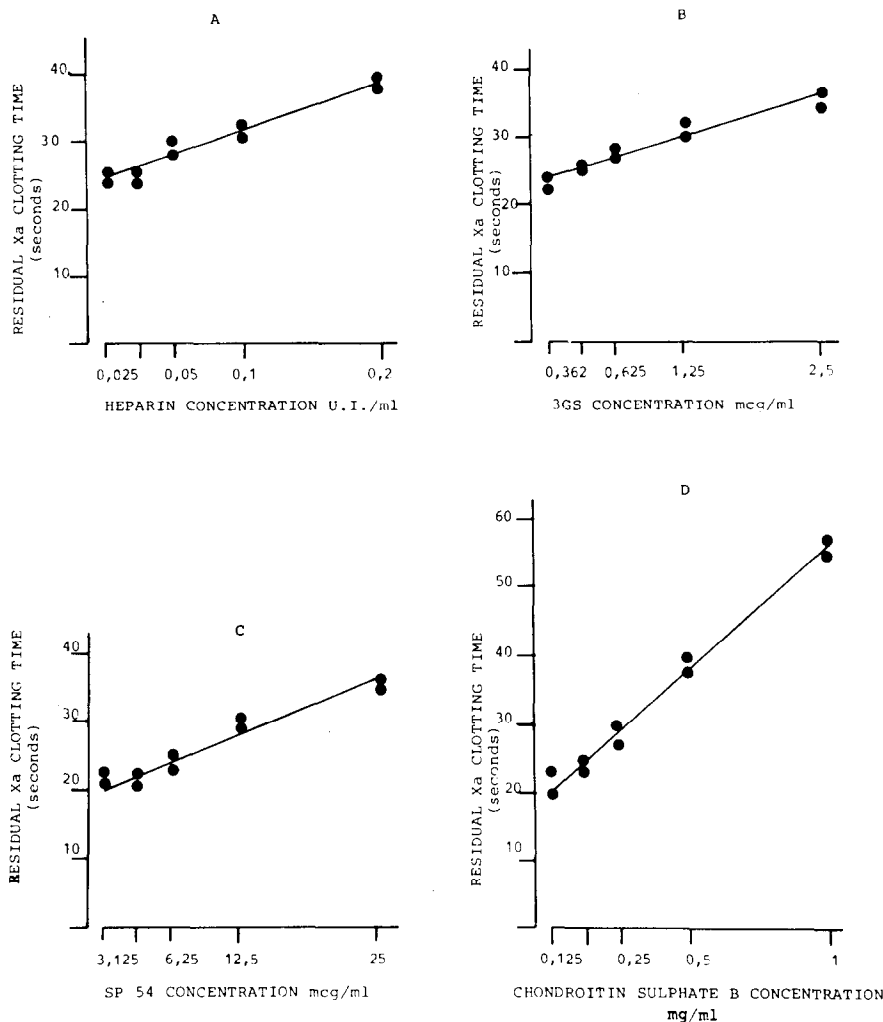 A
RESIDUAL Xa CLOTTING TIME
(seconds)
40
30
20
10
0,025 0,05 0,1 0,2
HEPARIN CONCENTRATION U.I./ml
B
RESIDUAL Xa CLOTTING TIME
(seconds)
40
30
20
10
0,362 0,625 1,25 2,5
3GS CONCENTRATION mcg/ml
C
RESIDUAL Xa CLOTTING TIME
(seconds)
40
30
20
10
3,125 6,25 12,5 25
SP 54 CONCENTRATION mcg/ml
D
RESIDUAL Xa CLOTTING TIME
(seconds)
60
50
40
30
20
10
0,125 0,25 0,5 1
CHONDROITIN SULPHATE B CONCENTRATION
mg/ml